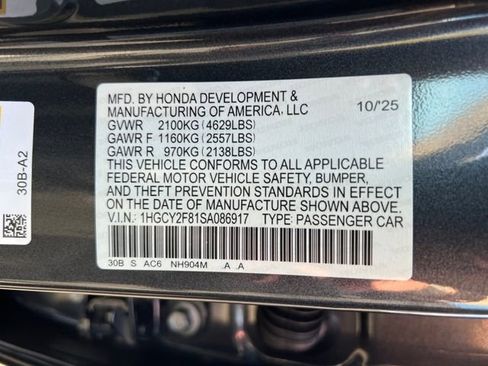 MFD. BY HONDA DEVELOPMENT &
MANUFACTURING OF AMERICA, LLC 10/'25
GVWR 2100KG (4629LBS)
GAWR F 1160KG (2557LBS)
GAWR R 970KG (2138LBS)
THIS VEHICLE CONFORMS TO ALL APPLICABLE
FEDERAL MOTOR VEHICLE SAFETY, BUMPER,
AND THEFT PREVENTION STANDARDS IN EFFECT
ON THE DATE OF MANUFACTURE SHOWN ABOVE.
V.I.N.: 1HGCY2F81SA086917 TYPE: PASSENGER CAR
30B S AC6 NH904M A A
30B-A2